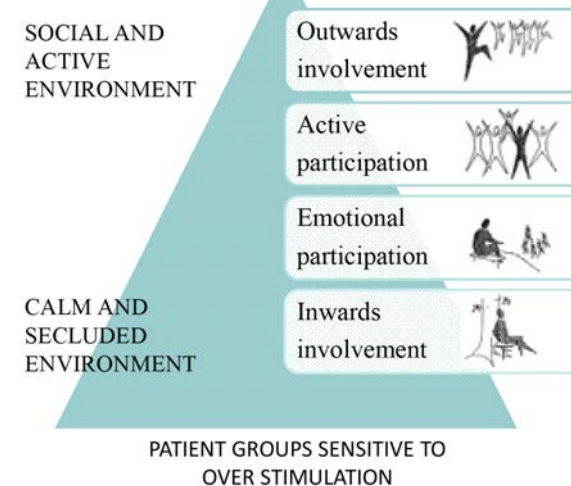 SOCIAL AND
ACTIVE
ENVIRONMENT
Outwards
involvement
Active
participation
Emotional
participation
CALM AND
SECLUDED
ENVIRONMENT
Inwards
involvement
PATIENT GROUPS SENSITIVE TO
OVER STIMULATION